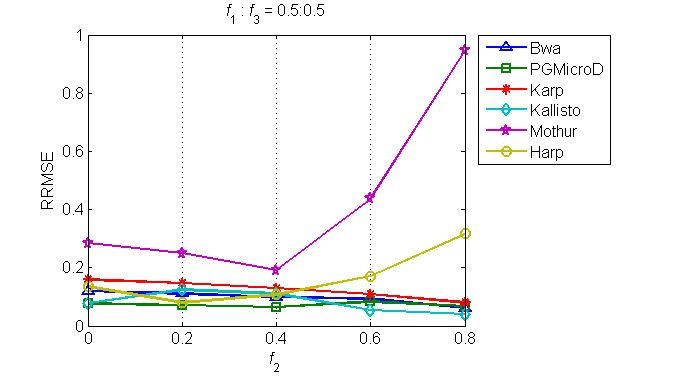 f1 : f3 = 0.5:0.5
1
0.8
0.6
0.4
0.2
0
RRMSE
0 0.2 0.4 0.6 0.8
f2
Bwa
PGMicroD
Karp
Kallisto
Mothur
Harp